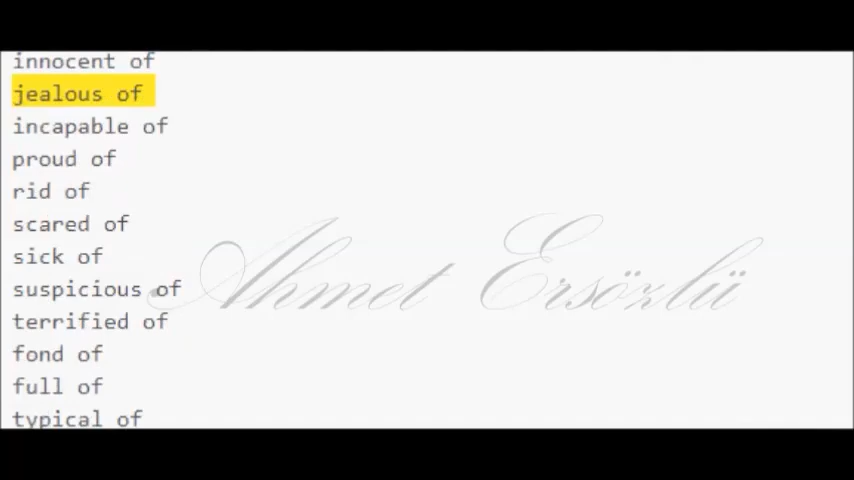 innocent of
jealous of
incapable of
proud of
rid of
scared of
sick of
suspicious of
terrified of
fond of
full of
typical of
Ahmet Ersözlü